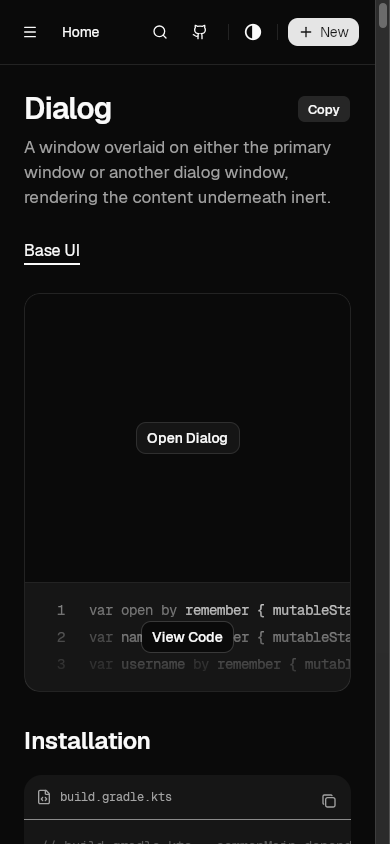 Home
New
Dialog
Copy
A window overlaid on either the primary
window or another dialog window,
rendering the content underneath inert.
Base UI
Open Dialog
1 var open by remember { mutableSta
2 var nam er { mutableSta
View Code
3 var username by remember { mutabl
Installation
build.gradle.kts